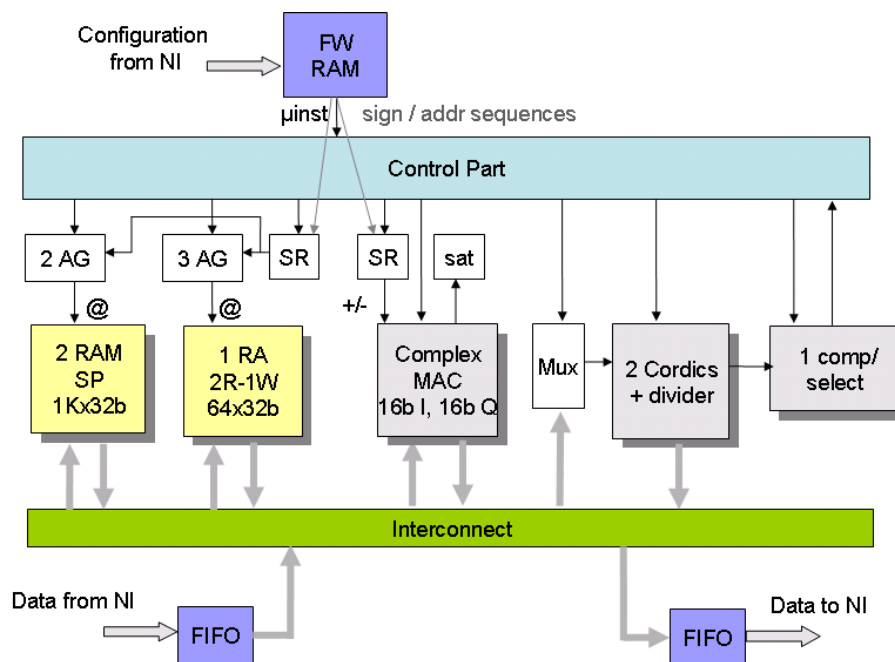 Configuration
from NI
FW
RAM
µinst
sign / addr sequences
Control Part
2 AG
3 AG
SR
SR
sat
@
@
+/-
2 RAM
SP
1Kx32b
1 RA
2R-1W
64x32b
Complex
MAC
16b I, 16b Q
Mux
2 Cordics
+ divider
1 comp/
select
Interconnect
Data from NI
FIFO
FIFO
Data to NI